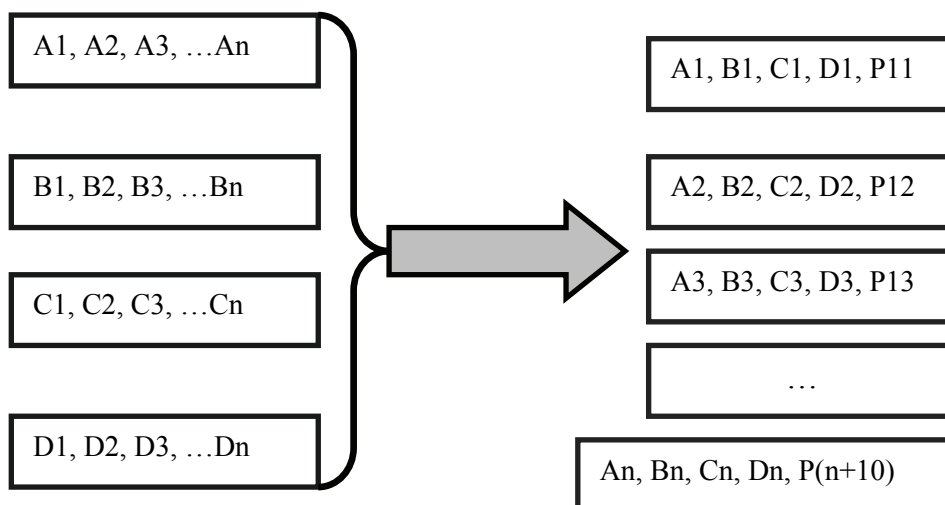 A1, A2, A3, …An
B1, B2, B3, …Bn
C1, C2, C3, …Cn
D1, D2, D3, …Dn
A1, B1, C1, D1, P11
A2, B2, C2, D2, P12
A3, B3, C3, D3, P13
…
An, Bn, Cn, Dn, P(n+10)